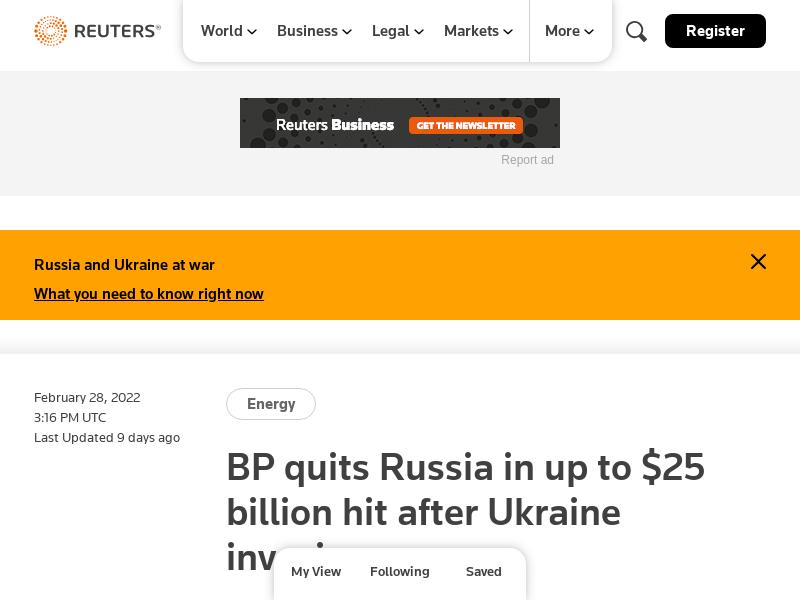 REUTERS®
World
Business
Legal
Markets
More
Register
Reuters Business GET THE NEWSLETTER
Report ad
Russia and Ukraine at war
What you need to know right now
February 28, 2022
3:16 PM UTC
Last Updated 9 days ago
Energy
BP quits Russia in up to $25
billion hit after Ukraine
My View
Following
Saved